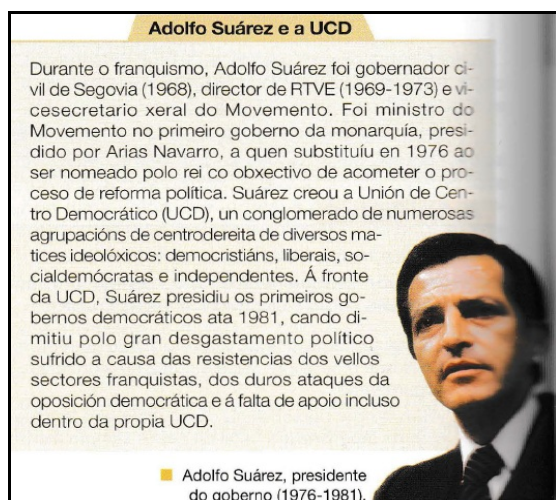 Adolfo Suárez e a UCD
Durante o franquismo, Adolfo Suárez foi gobernador ci-
vil de Segovia (1968), director de RTVE (1969-1973) e vi-
cesecretario xeral do Movemento. Foi ministro do
Movemento no primeiro goberno da monarquía, presi-
dido por Arias Navarro, a quen substituíu en 1976 ao
ser nomeado polo rei co obxectivo de acometer o pro-
ceso de reforma política. Suárez creou a Unión de Cen-
tro Democrático (UCD), un conglomerado de numerosas
agrupacións de centrodereita de diversos ma-
tices ideolóxicos: democristiáns, liberais, so-
cialdemócratas e independentes. Á fronte
da UCD, Suárez presidiu os primeiros go-
bernos democráticos ata 1981, cando di-
mitiu polo gran desgastamento político
sufrido a causa das resistencias dos vellos
sectores franquistas, dos duros ataques da
oposición democrática e á falta de apoio incluso
dentro da propia UCD.
Adolfo Suárez, presidente
do goberno (1976-1981).